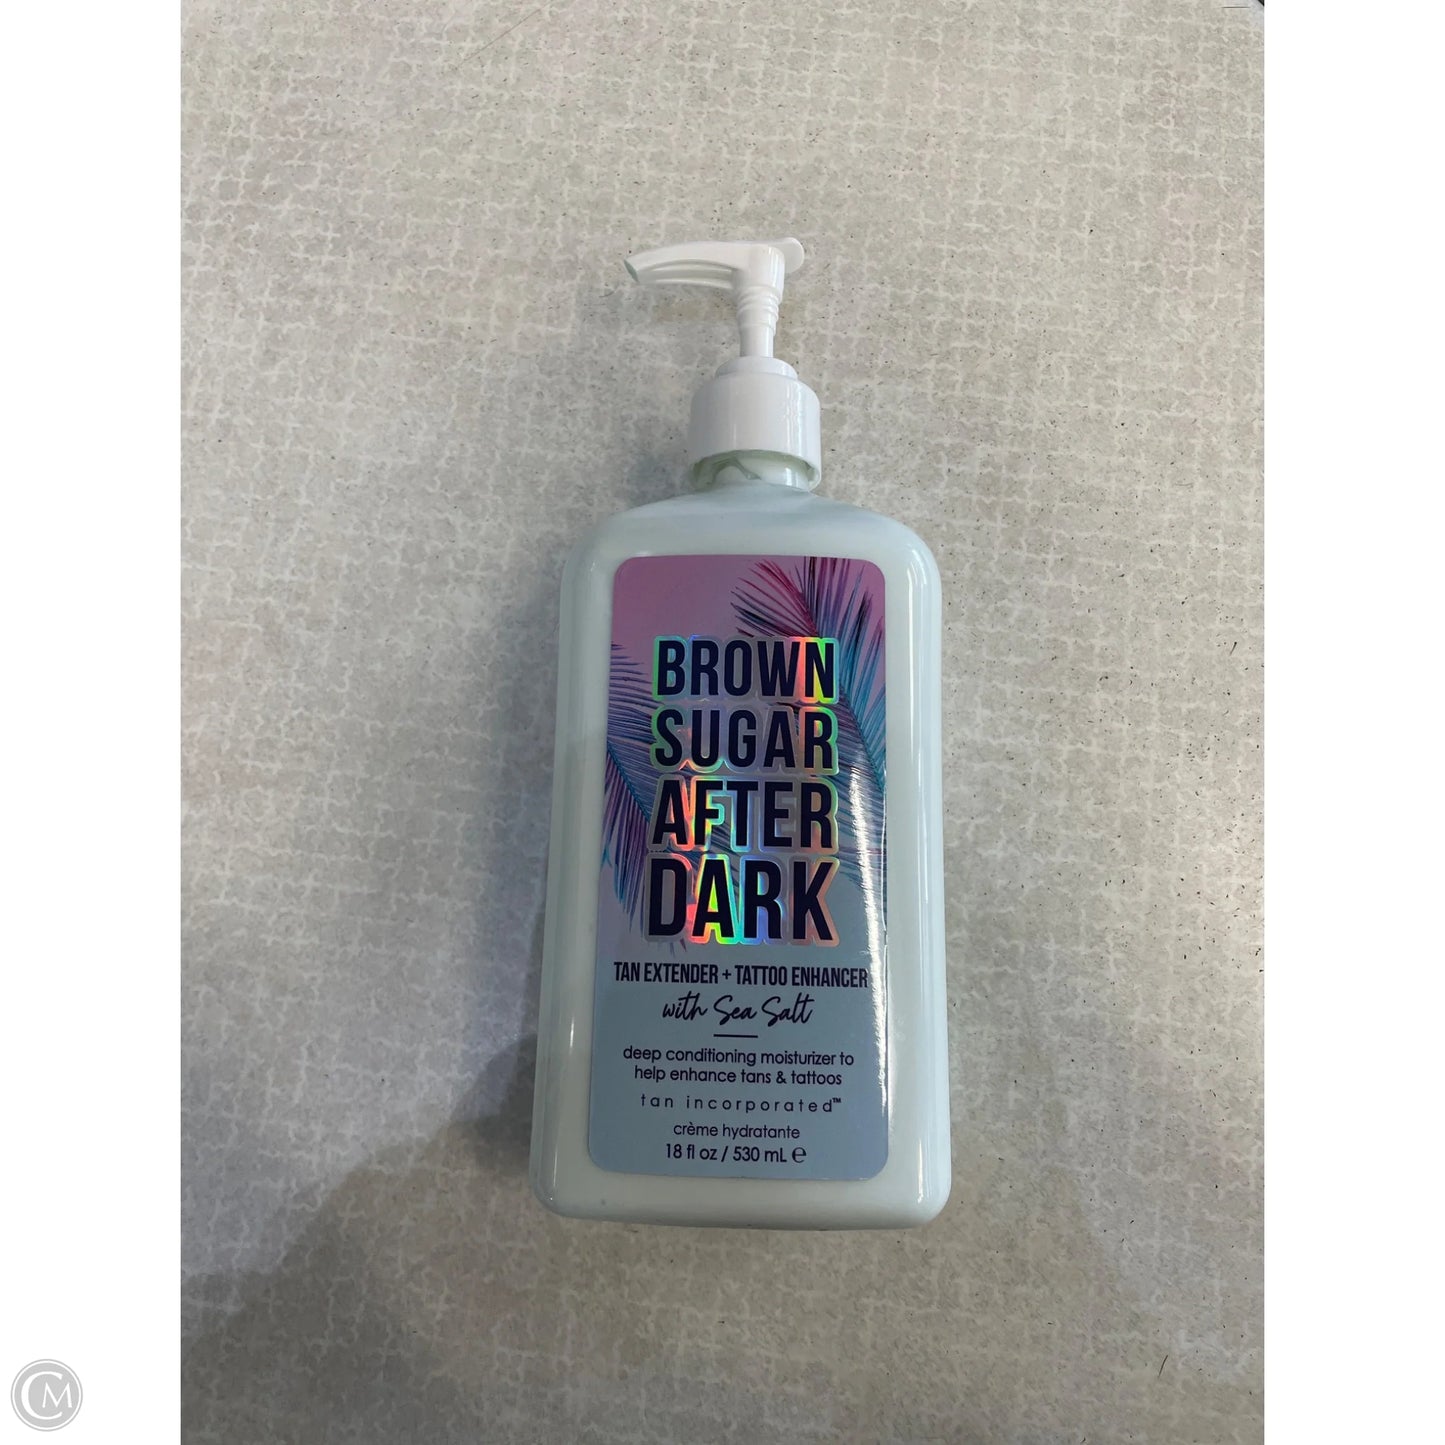 BROWN
SUGAR
AFTER
DARK
TAN EXTENDER + TATTOO ENHANCER
with Sea Salt
deep conditioning moisturizer to
help enhance tans & tattoos
tan incorporated™
crème hydratante
18 fl oz / 530 mL ℮
CM